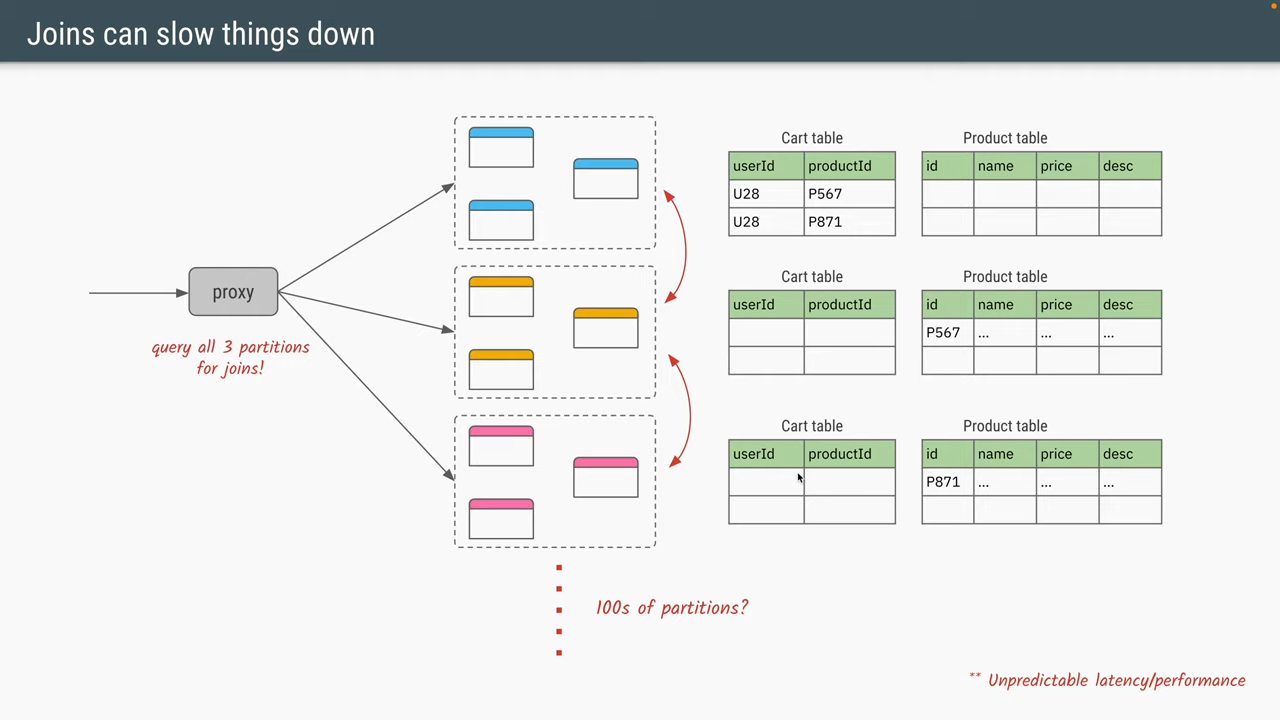 Joins can slow things down
proxy
query all 3 partitions
for joins!
Cart table
userId productId
U28 P567
U28 P871
Product table
id name price desc
Cart table
userId productId
Product table
id name price desc
P567 ... ... ...
Cart table
userId productId
Product table
id name price desc
P871 ... ... ...
100s of partitions?
** Unpredictable latency/performance